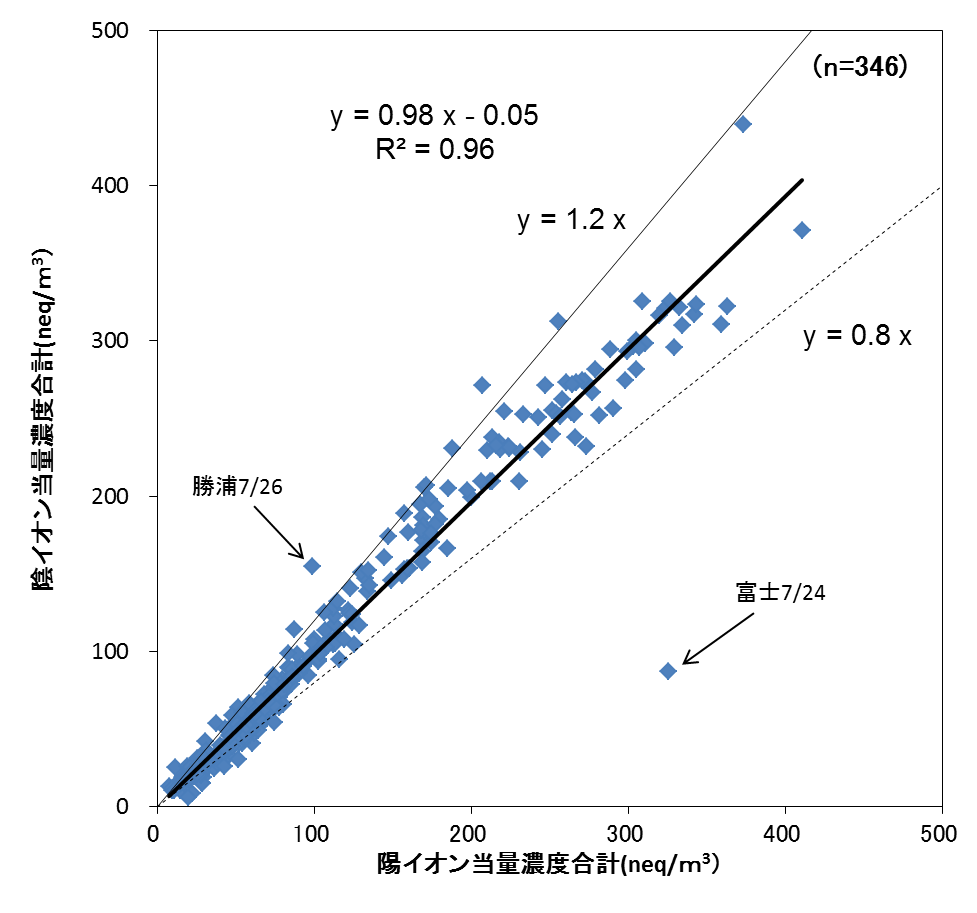 500
(n=346)
y = 0.98 x - 0.05
R² = 0.96
400
y = 1.2 x
y = 0.8 x
300
勝浦7/26
200
富士7/24
100
0
0 100 200 300 400 500
陽イオン当量濃度合計(neq/m³)
陰イオン当量濃度合計(neq/m³)